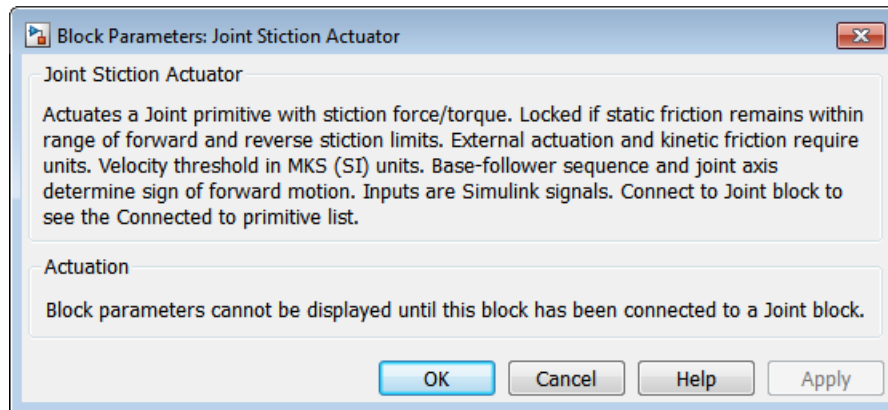 Block Parameters: Joint Stiction Actuator
Joint Stiction Actuator
Actuates a Joint primitive with stiction force/torque. Locked if static friction remains within
range of forward and reverse stiction limits. External actuation and kinetic friction require
units. Velocity threshold in MKS (SI) units. Base-follower sequence and joint axis
determine sign of forward motion. Inputs are Simulink signals. Connect to Joint block to
see the Connected to primitive list.
Actuation
Block parameters cannot be displayed until this block has been connected to a Joint block.
OK Cancel Help Apply